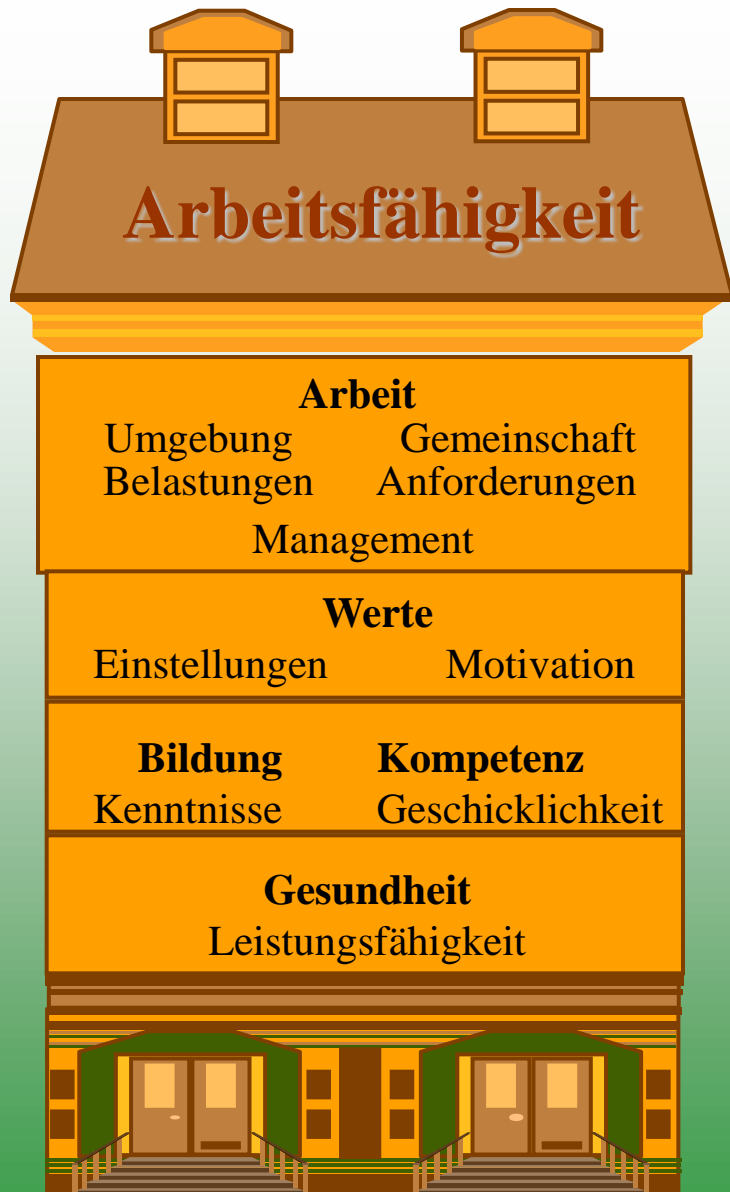 Arbeitsfähigkeit
Arbeit
Umgebung Gemeinschaft
Belastungen Anforderungen
Management
Werte
Einstellungen Motivation
Bildung Kompetenz
Kenntnisse Geschicklichkeit
Gesundheit
Leistungsfähigkeit